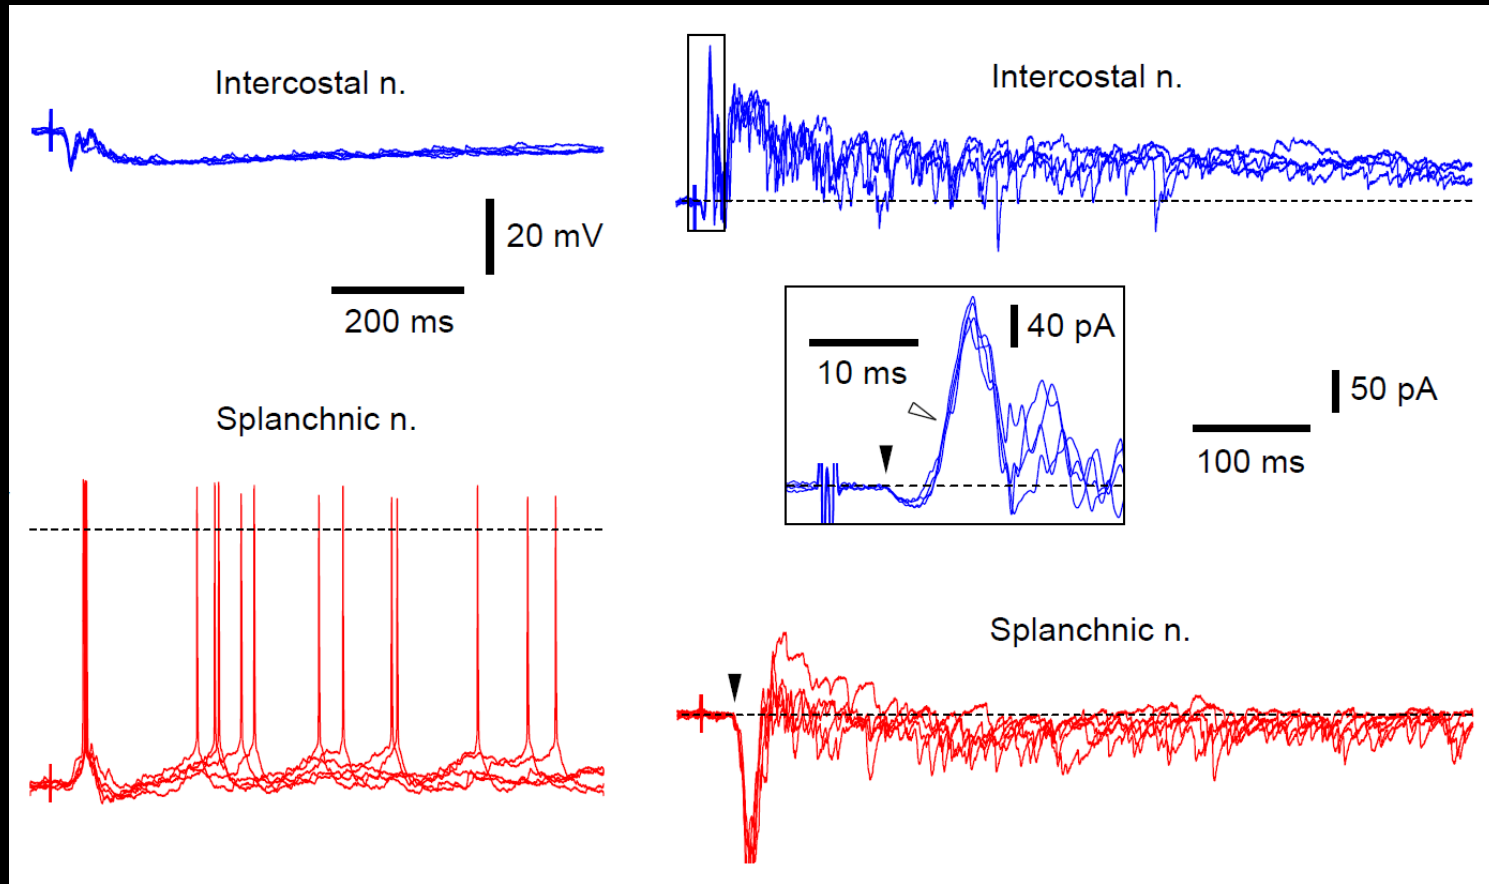 Intercostal n.
20 mV
200 ms
Splanchnic n.
Intercostal n.
40 pA
10 ms
50 pA
100 ms
Splanchnic n.